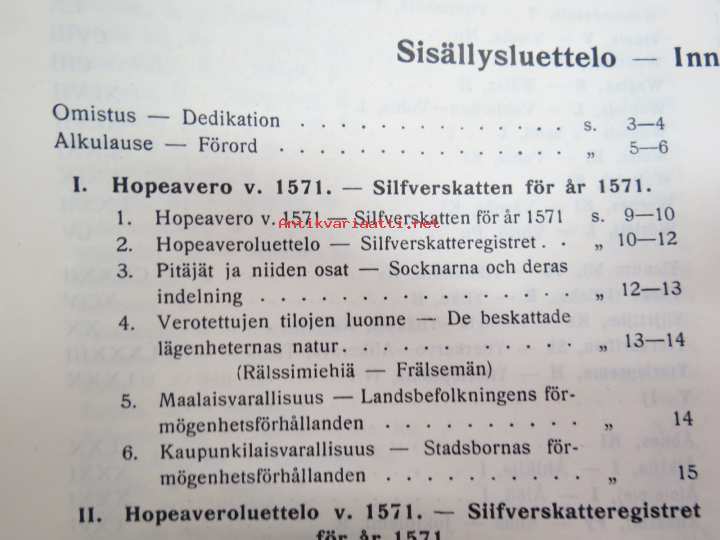 Sisällysluettelo — Inn
Omistus — Dedikation . . . . . . . . . . . . s. 3—4
Alkulause — Förord . . . . . . . . . . . . . „ 5—6
I. Hopeavero v. 1571. — Silfverskatten för år 1571.
1. Hopeavero v. 1571 — Silfverskatten för år 1571 s. 9—10
Antikvariaatti.net
2. Hopeaveroluettelo — Silfverskatteregistret . . „ 10—12
3. Pitäjät ja niiden osat — Socknarna och deras
indelning . . . . . . . . . . . . . . „ 12—13
4. Verotettujen tilojen luonne — De beskattade
lägenheternas natur. . . . . . . . . . . „ 13—14
(Rälssimiehiä — Frälsemän)
5. Maalaisvarallisuus — Landsbefolkningens för-
mögenhetsförhållanden . . . . . . . . . . „ 14
6. Kaupunkilaisvarallisuus — Stadsbornas för-
mögenhetsförhållanden . . . . . . . . . . „ 15
II. Hopeaveroluettelo v. 1571. — Silfverskatteregistret
för år 1571